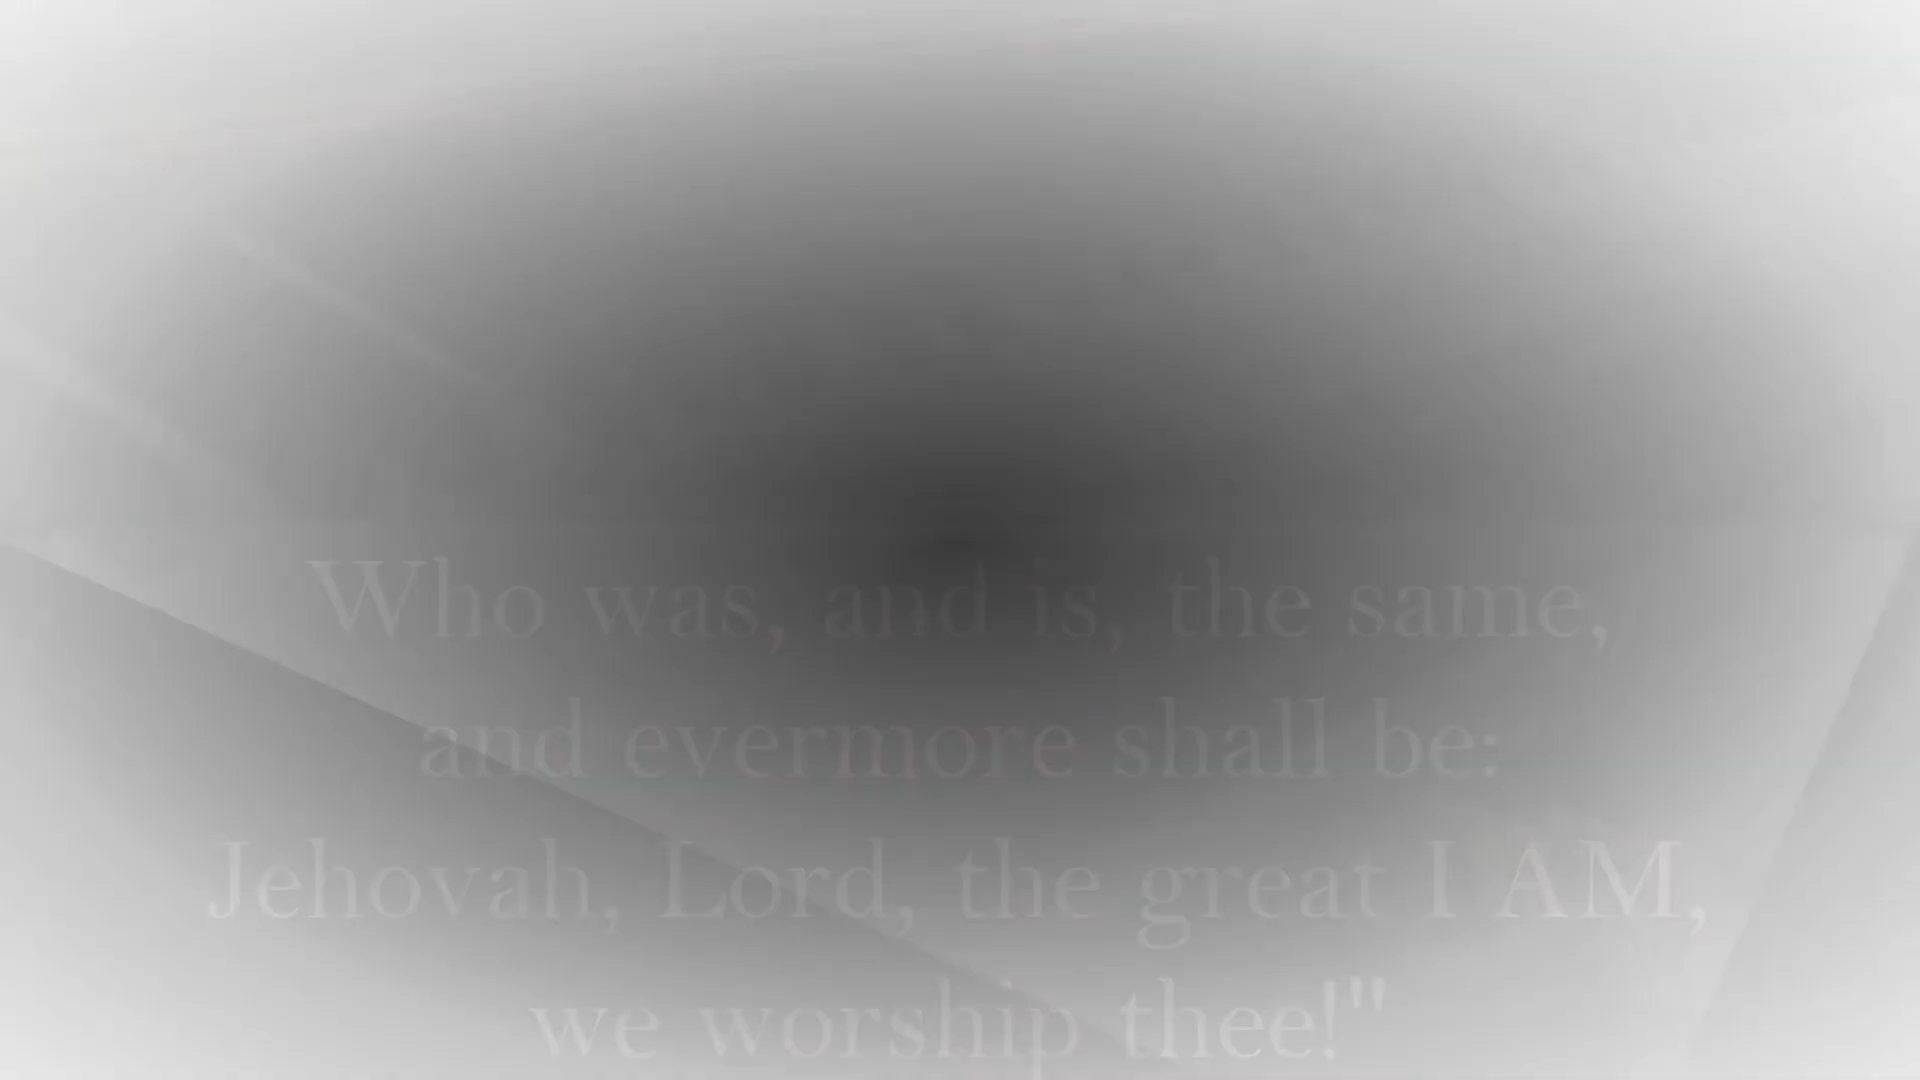 Who was, and is, the same,
and evermore shall be:
Jehovah, Lord, the great I AM,
we worship thee!"